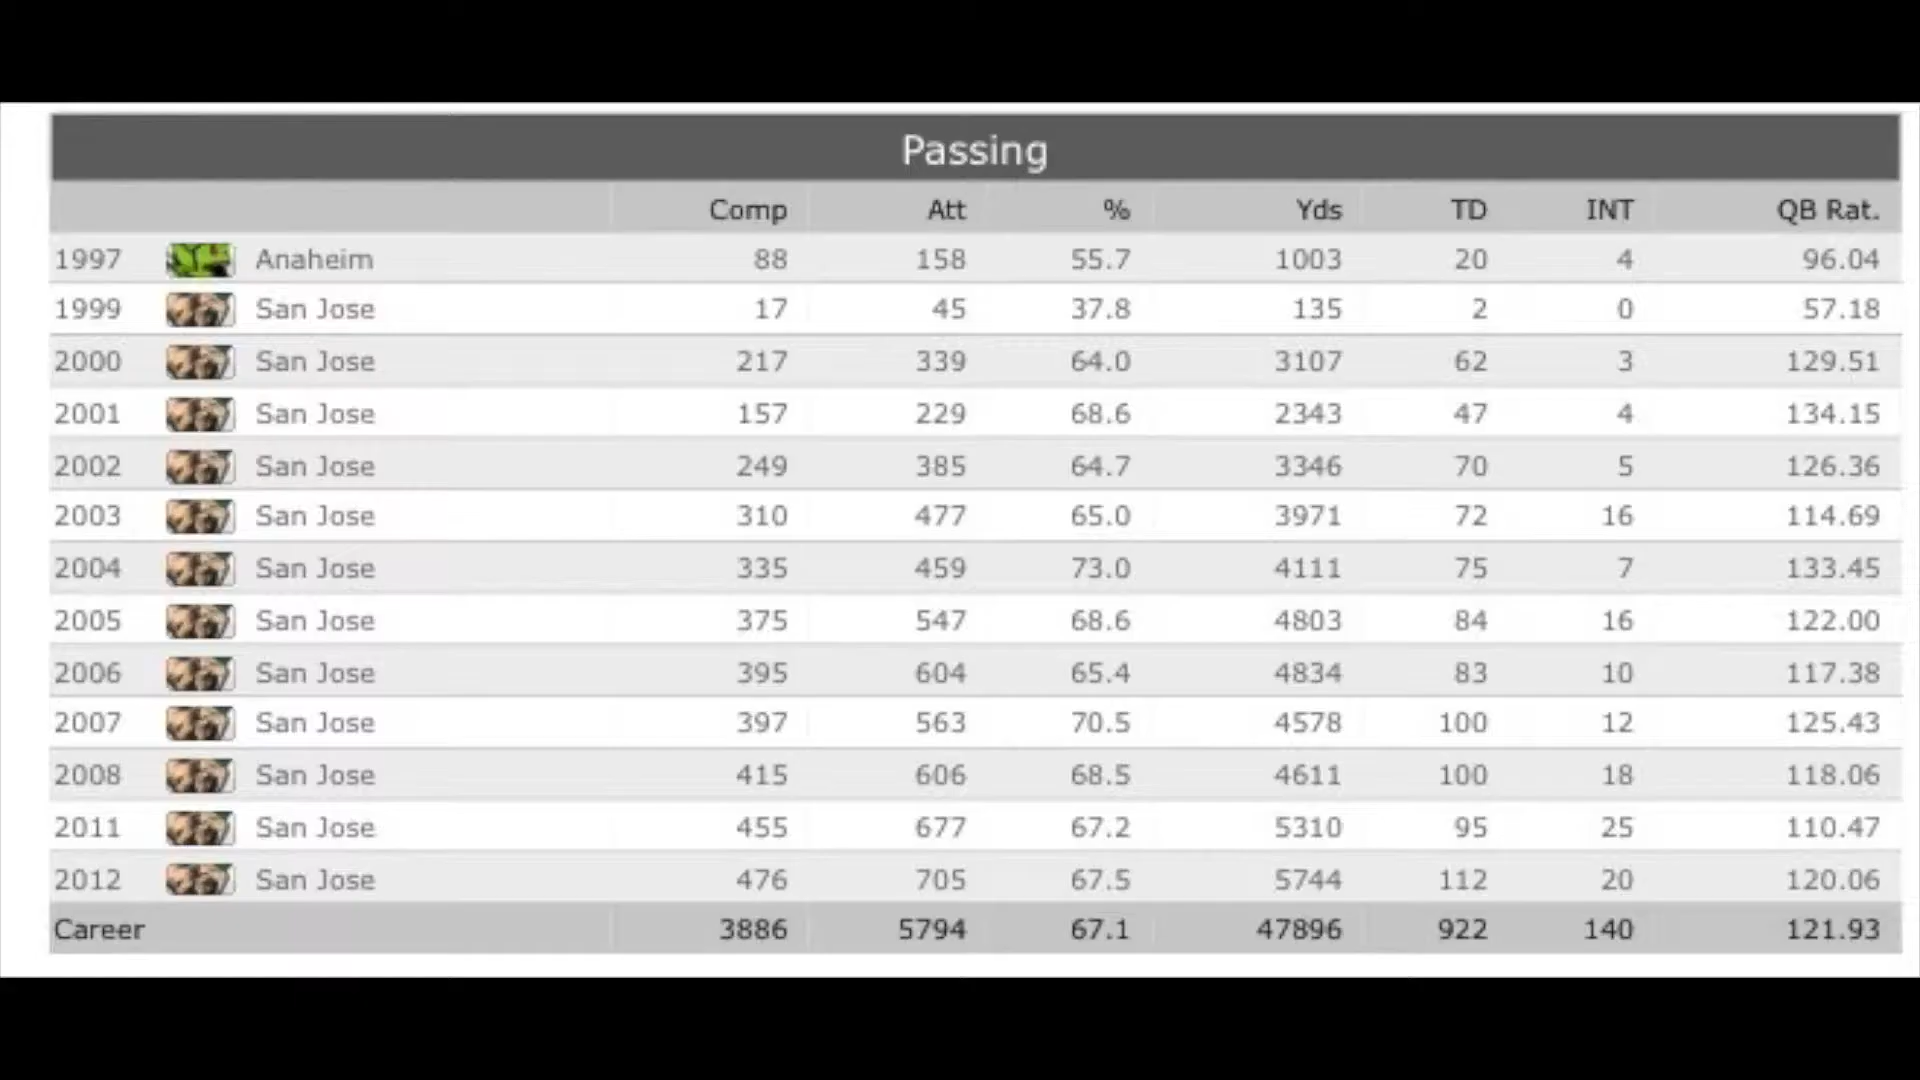 Passing
Comp Att % Yds TD INT QB Rat.
1997 Anaheim 88 158 55.7 1003 20 4 96.04
1999 San Jose 17 45 37.8 135 2 0 57.18
2000 San Jose 217 339 64.0 3107 62 3 129.51
2001 San Jose 157 229 68.6 2343 47 4 134.15
2002 San Jose 249 385 64.7 3346 70 5 126.36
2003 San Jose 310 477 65.0 3971 72 16 114.69
2004 San Jose 335 459 73.0 4111 75 7 133.45
2005 San Jose 375 547 68.6 4803 84 16 122.00
2006 San Jose 395 604 65.4 4834 83 10 117.38
2007 San Jose 397 563 70.5 4578 100 12 125.43
2008 San Jose 415 606 68.5 4611 100 18 118.06
2011 San Jose 455 677 67.2 5310 95 25 110.47
2012 San Jose 476 705 67.5 5744 112 20 120.06
Career 3886 5794 67.1 47896 922 140 121.93